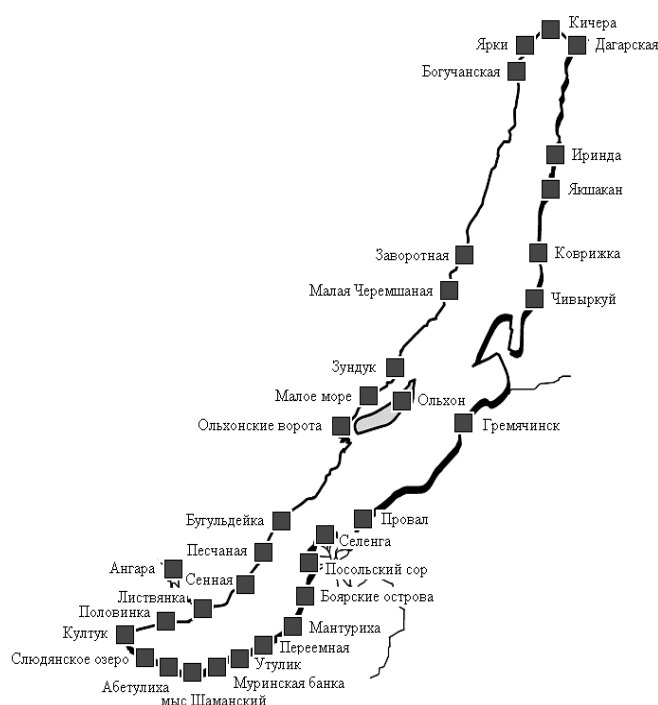 Кичера
Ярки
Дагарская
Богучанская
Иринда
Якшакан
Заворотная
Коврижка
Малая Черемшаная
Чивыркуй
Зундук
Малое море
Ольхон
Ольхонские ворота
Гремячинск
Бугульдейка
Провал
Селенга
Песчаная
Ангара
Сенная
Посольский сор
Листвянка
Боярские острова
Половинка
Култук
Мантуриха
Переемная
Слюдянское озеро
Утулик
Абетулиха
Муринская банка
мыс Шаманский